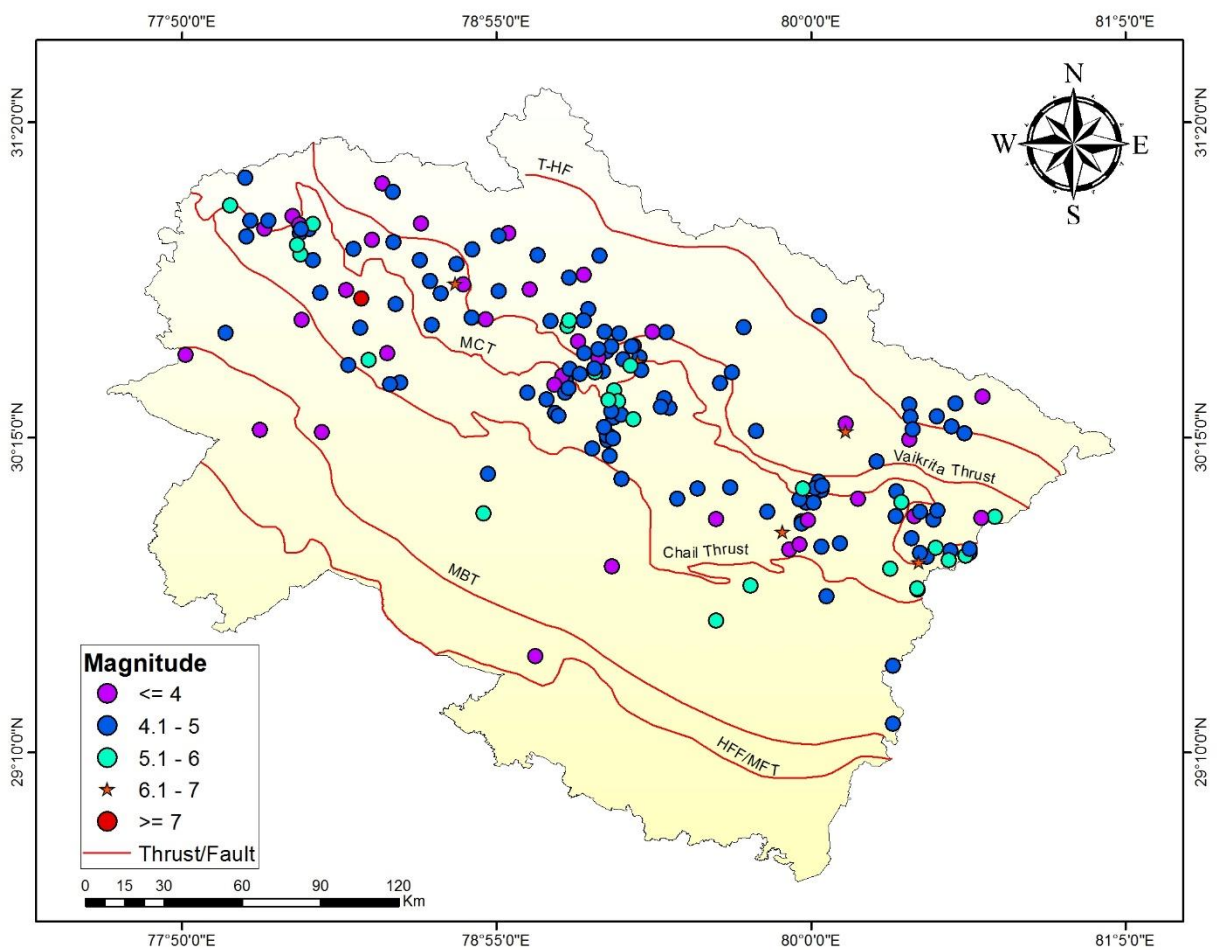 77°50'0"E 78°55'0"E 80°0'0"E 81°5'0"E
31°20'0"N 31°20'0"N
N
W E
S
T-HF
MCT
30°15'0"N 30°15'0"N
Vaikrita Thrust
Chail Thrust
MBT
HFF/MFT
29°10'0"N 29°10'0"N
Magnitude
<= 4
4.1 - 5
5.1 - 6
6.1 - 7
>= 7
Thrust/Fault
0 15 30 60 90 120
Km
77°50'0"E 78°55'0"E 80°0'0"E 81°5'0"E